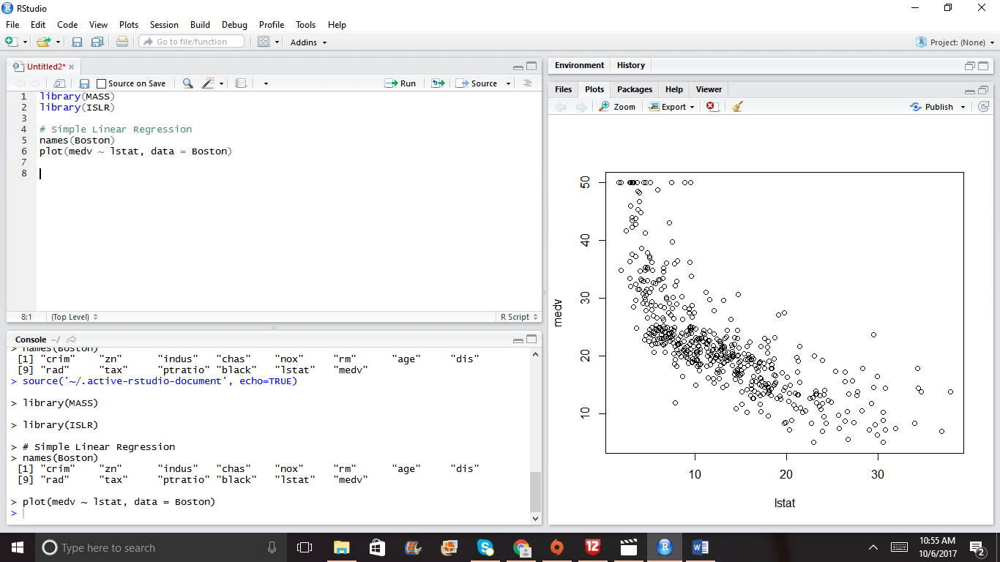 RStudio
File Edit Code View Plots Session Build Debug Profile Tools Help
Go to file/function Addins Project: (None)
Untitled2*
Source on Save Run Source
1 library(MASS)
2 library(ISLR)
3
4 # Simple Linear Regression
5 names(Boston)
6 plot(medv ~ lstat, data = Boston)
7
8
8:1 (Top Level) R Script
Console ~/
> names(Boston)
[1] "crim" "zn" "indus" "chas" "nox" "rm" "age" "dis"
[9] "rad" "tax" "ptratio" "black" "lstat" "medv"
> source('~/.active-rstudio-document', echo=TRUE)
> library(MASS)
> library(ISLR)
> # Simple Linear Regression
> names(Boston)
[1] "crim" "zn" "indus" "chas" "nox" "rm" "age" "dis"
[9] "rad" "tax" "ptratio" "black" "lstat" "medv"
> plot(medv ~ lstat, data = Boston)
>
Environment History
Files Plots Packages Help Viewer
Zoom Export Publish
50
40
30
20
10
medv
10 20 30
lstat
Type here to search
12
10:55 AM
10/6/2017
2